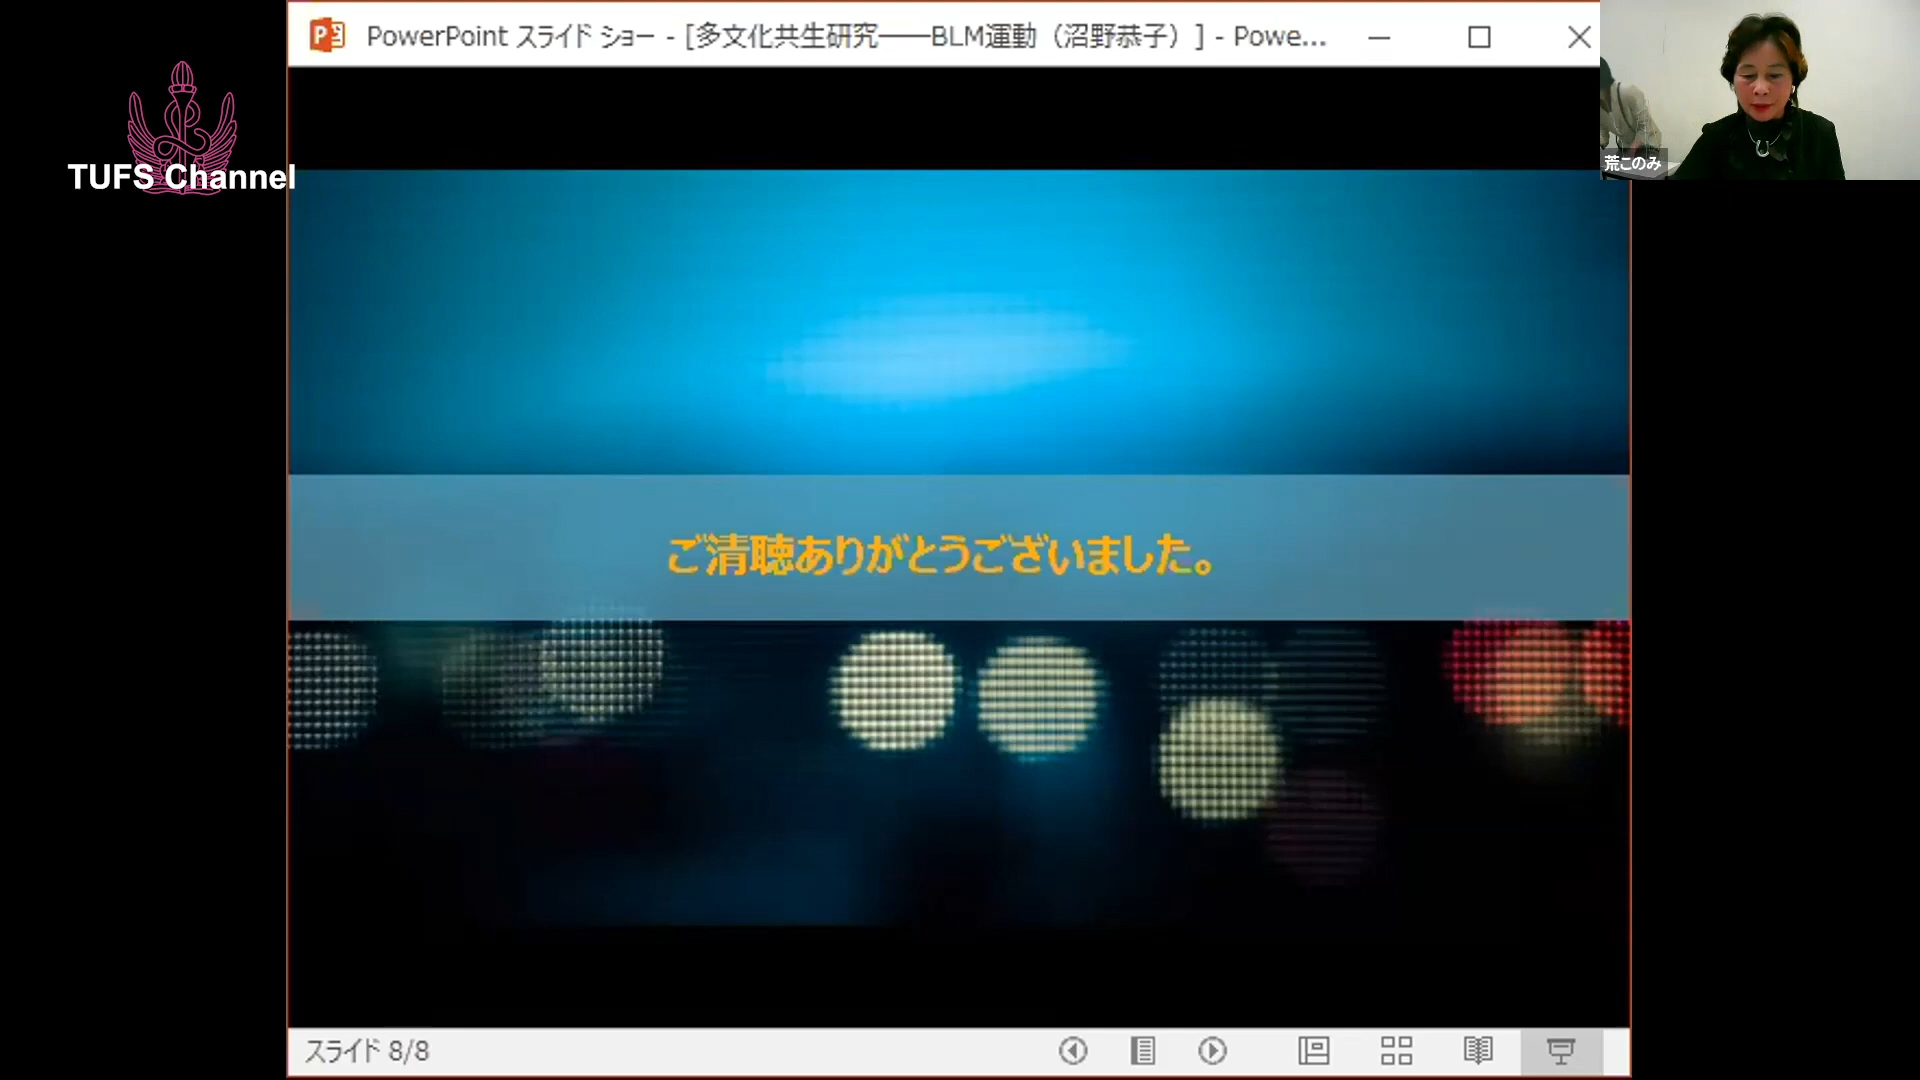 PowerPoint スライド ショー - [多文化共生研究――BLM運動（沼野恭子）] - Powe...
TUFS Channel
荒このみ
ご清聴ありがとうございました。
スライド 8/8